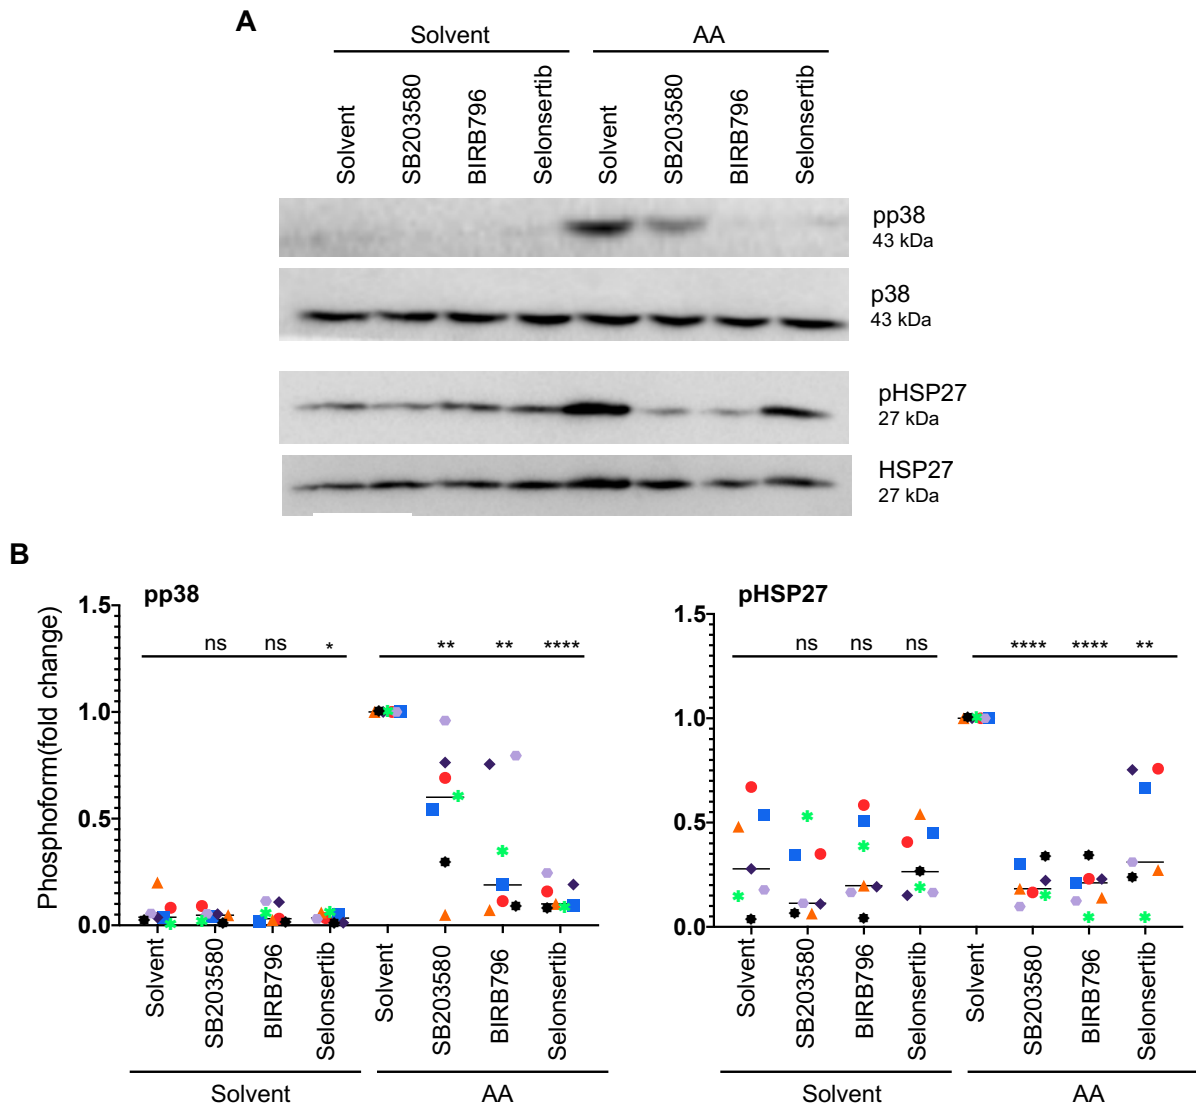 A
Solvent AA
Solvent SB203580 BIRB796 Selonsertib Solvent SB203580 BIRB796 Selonsertib
pp38
43 kDa
p38
43 kDa
pHSP27
27 kDa
HSP27
27 kDa
B
pp38
Phosphoform(fold change)
1.5
1.0
0.5
0.0
ns ns * ** ** ****
Solvent SB203580 BIRB796 Selonsertib Solvent SB203580 BIRB796 Selonsertib
Solvent AA
pHSP27
1.5
1.0
0.5
0.0
ns ns ns **** **** **
Solvent SB203580 BIRB796 Selonsertib Solvent SB203580 BIRB796 Selonsertib
Solvent AA